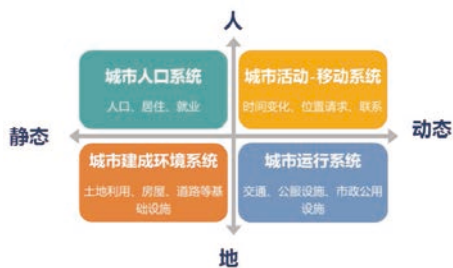 人
城市人口系统
人口、居住、就业
城市活动-移动系统
时间变化、位置请求、联系
静态
动态
城市建成环境系统
土地利用、房屋、道路等基
础设施
城市运行系统
交通、公服设施、市政公用
设施
地